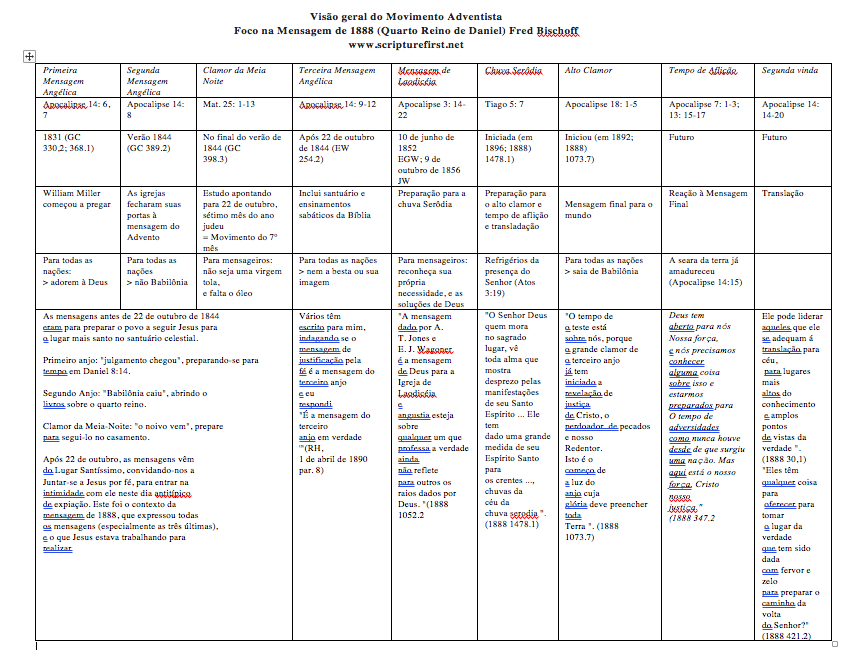 Visão geral do Movimento Adventista
Foco na Mensagem de 1888 (Quarto Reino de Daniel) Fred Bischoff
www.scripturefirst.net
Primeira
Mensagem
Angélica
Segunda
Mensagem
Angélica
Clamor da Meia
Noite
Terceira Mensagem
Angélica
Mensagem de
Laodicéia
Chuva Serôdia
Alto Clamor
Tempo de Aflição
Segunda vinda
Apocalipse 14: 6,
7
Apocalipse 14:
8
Mat. 25: 1-13
Apocalipse 14: 9-12
Apocalipse 3: 14-
22
Tiago 5: 7
Apocalipse 18: 1-5
Apocalipse 7: 1-3;
13: 15-17
Apocalipse 14:
14-20
1831 (GC
330,2; 368.1)
Verão 1844
(GC 389.2)
No final do verão de
1844 (GC
398.3)
Após 22 de outubro
de 1844 (EW
254.2)
10 de junho de
1852
EGW; 9 de
outubro de 1856
JW
Iniciada (em
1896; 1888)
1478.1)
Iniciou (em 1892;
1888)
1073.7)
Futuro
Futuro
William Miller
começou a pregar
As igrejas
fecharam suas
portas à
mensagem do
Advento
Estudo apontando
para 22 de outubro,
sétimo mês do ano
judeu
= Movimento do 7º
mês
Inclui santuário e
ensinamentos
sabáticos da Bíblia
Preparação para a
chuva Serôdia
Preparação para
o alto clamor e
tempo de aflição
e transladação
Mensagem final para o
mundo
Reação à Mensagem
Final
Translação
Para todas as
nações:
> adorem à Deus
Para todas as
nações
> não Babilônia
Para mensageiros:
não seja uma virgem
tola,
e falta o óleo
Para todas as nações
> nem a besta ou sua
imagem
Para mensageiros:
reconheça sua
própria
necessidade, e as
soluções de Deus
Refrigérios da
presença do
Senhor (Atos
3:19)
Para todas as nações
> saia de Babilônia
A seara da terra já
amadureceu
(Apocalipse 14:15)
As mensagens antes de 22 de outubro de 1844
eram para preparar o povo a seguir Jesus para
o lugar mais santo no santuário celestial.
Primeiro anjo: "julgamento chegou", preparando-se para
tempo em Daniel 8:14.
Segundo Anjo: "Babilônia caiu", abrindo o
livros sobre o quarto reino.
Clamor da Meia-Noite: "o noivo vem", prepare
para segui-lo no casamento.
Após 22 de outubro, as mensagens vêm
do Lugar Santíssimo, convidando-nos a
Juntar-se a Jesus por fé, para entrar na
intimidade com ele neste dia antitípico
de expiação. Este foi o contexto da
mensagem de 1888, que expressou todas
os mensagens (especialmente as três últimas),
e o que Jesus estava trabalhando para
realizar
Vários têm
escrito para mim,
indagando se o
mensagem de
justificação pela
fé é a mensagem do
terceiro anjo
e eu
respondi
"É a mensagem do
terceiro
anjo em verdade
'"(RH,
1 de abril de 1890
par. 8)
"A mensagem
dado por A.
T. Jones e
E. J. Waggoner
é a mensagem
de Deus para a
Igreja de
Laodicéia
e
angustia esteja
sobre
qualquer um que
professa a verdade
ainda
não reflete
para outros os
raios dados por
Deus. "(1888
1052.2
"O Senhor Deus
quem mora
no sagrado
lugar, vê
toda alma que
mostra
desprezo pelas
manifestações
de seu Santo
Espírito ... Ele
tem
dado uma grande
medida de seu
Espírito Santo
para
os crentes ...,
chuvas da
céu da
chuva serodia ".
(1888 1478.1)
"O tempo de
o teste está
sobre nós, porque
o grande clamor de
o terceiro anjo
já tem
iniciado a
revelação de
justiça
de Cristo, o
perdoador de pecados
e nosso
Redentor.
Isto é o
começo de
a luz do
anjo cuja
glória deve preencher
toda
Terra ". (1888
1073.7)
Deus tem
aberto para nós
Nossa força,
e nós precisamos
conhecer
alguma coisa
sobre isso e
estarmos
preparados para
O tempo de
adversidades
como nunca houve
desde de que surgiu
uma nação. Mas
aqui está o nosso
força, Cristo
nosso
justiça."
(1888 347.2
Ele pode liderar
aqueles que ele
se adequam á
translação para
céu,
para lugares
mais
altos do
conhecimento
e amplos
pontos
de vistas da
verdade ".
(1888 30,1)
"Eles têm
qualquer coisa
para
oferecer para
tomar
o lugar da
verdade
que tem sido
dada
com fervor e
zelo
para preparar o
caminho da
volta
do Senhor?"
(1888 421.2)